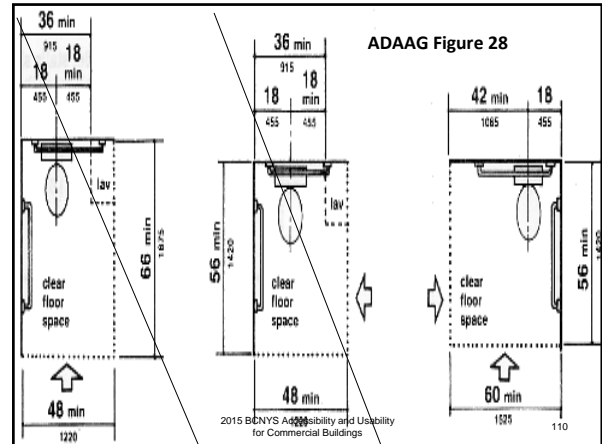 ADAAG Figure 28
36 min
915
18
18
min
455
455
lav
66 min
1875
clear
floor
space
48 min
1220
36 min
915
18
18
min
455
455
lav
56 min
1420
clear
floor
space
48 min
1220
42 min
18
1065
455
56 min
1420
clear
floor
space
60 min
1525
2015 BCNYS Accessibility and Usability
for Commercial Buildings
110